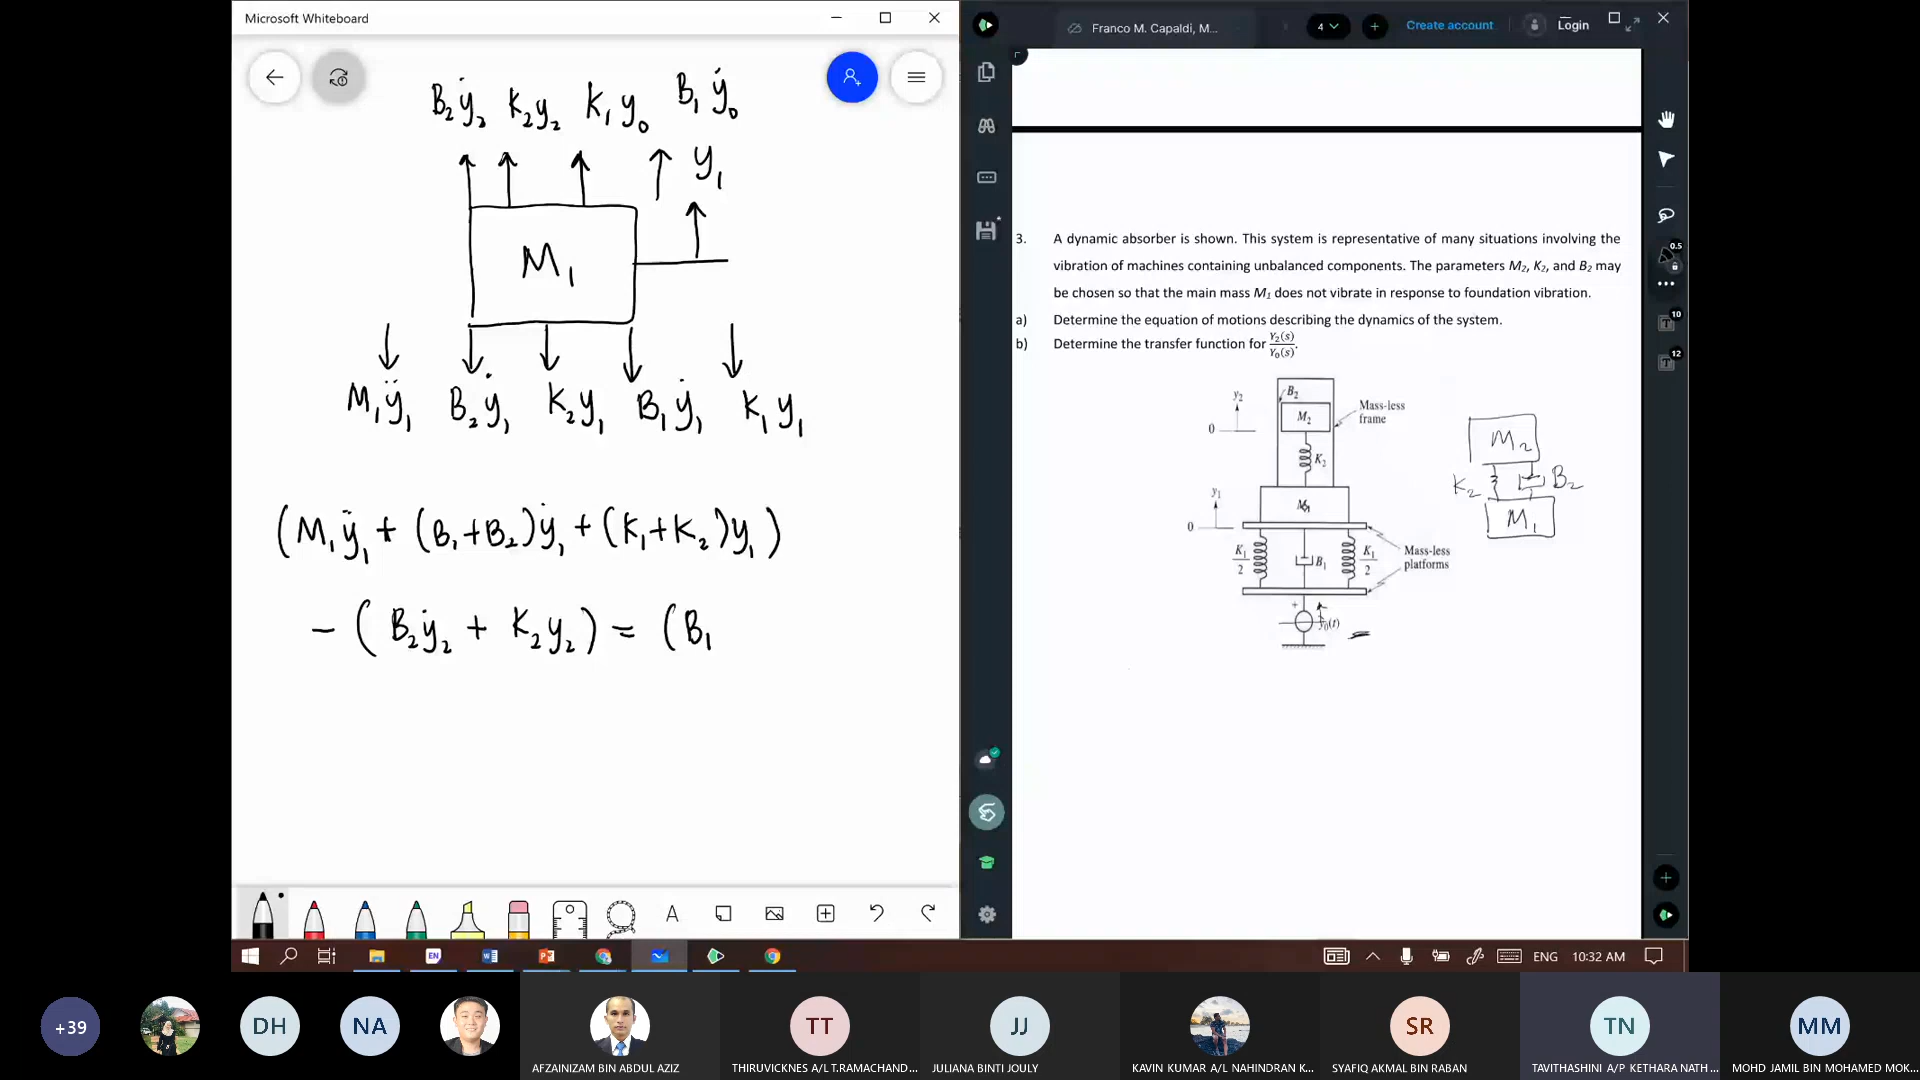 Microsoft Whiteboard
B₂ẏ₂ K₂y₂ K₁y₀ B₁ẏ₀
y₁
M₁
M₁ÿ₁ B₂ẏ₁ K₂y₁ B₁ẏ₁ K₁y₁
(M₁ÿ₁ + (B₁+B₂)ẏ₁ + (K₁+K₂)y₁)
- (B₂ẏ₂ + K₂y₂) = (B₁
A
Franco M. Capaldi, M...
4
Create account
Login
3. A dynamic absorber is shown. This system is representative of many situations involving the
vibration of machines containing unbalanced components. The parameters M₂, K₂, and B₂ may
be chosen so that the main mass M₁ does not vibrate in response to foundation vibration.
a) Determine the equation of motions describing the dynamics of the system.
b) Determine the transfer function for Y₂(s)/Y₀(s).
B₂
y₂
M₂
Mass-less
frame
0
K₂
y₁
M₁
0
K₁/2
B₁
K₁/2
Mass-less
platforms
+
y₀(t)
M₂
K₂ B₂
M₁
0.5
10
12
EN
ENG
10:32 AM
+39
DH
NA
AFZAINIZAM BIN ABDUL AZIZ
TT
THIRUVICKNES A/L T.RAMACHAND...
JJ
JULIANA BINTI JOULY
KAVIN KUMAR A/L NAHINDRAN K...
SR
SYAFIQ AKMAL BIN RABAN
TN
TAVITHASHINI A/P KETHARA NATH ...
MM
MOHD JAMIL BIN MOHAMED MOK...